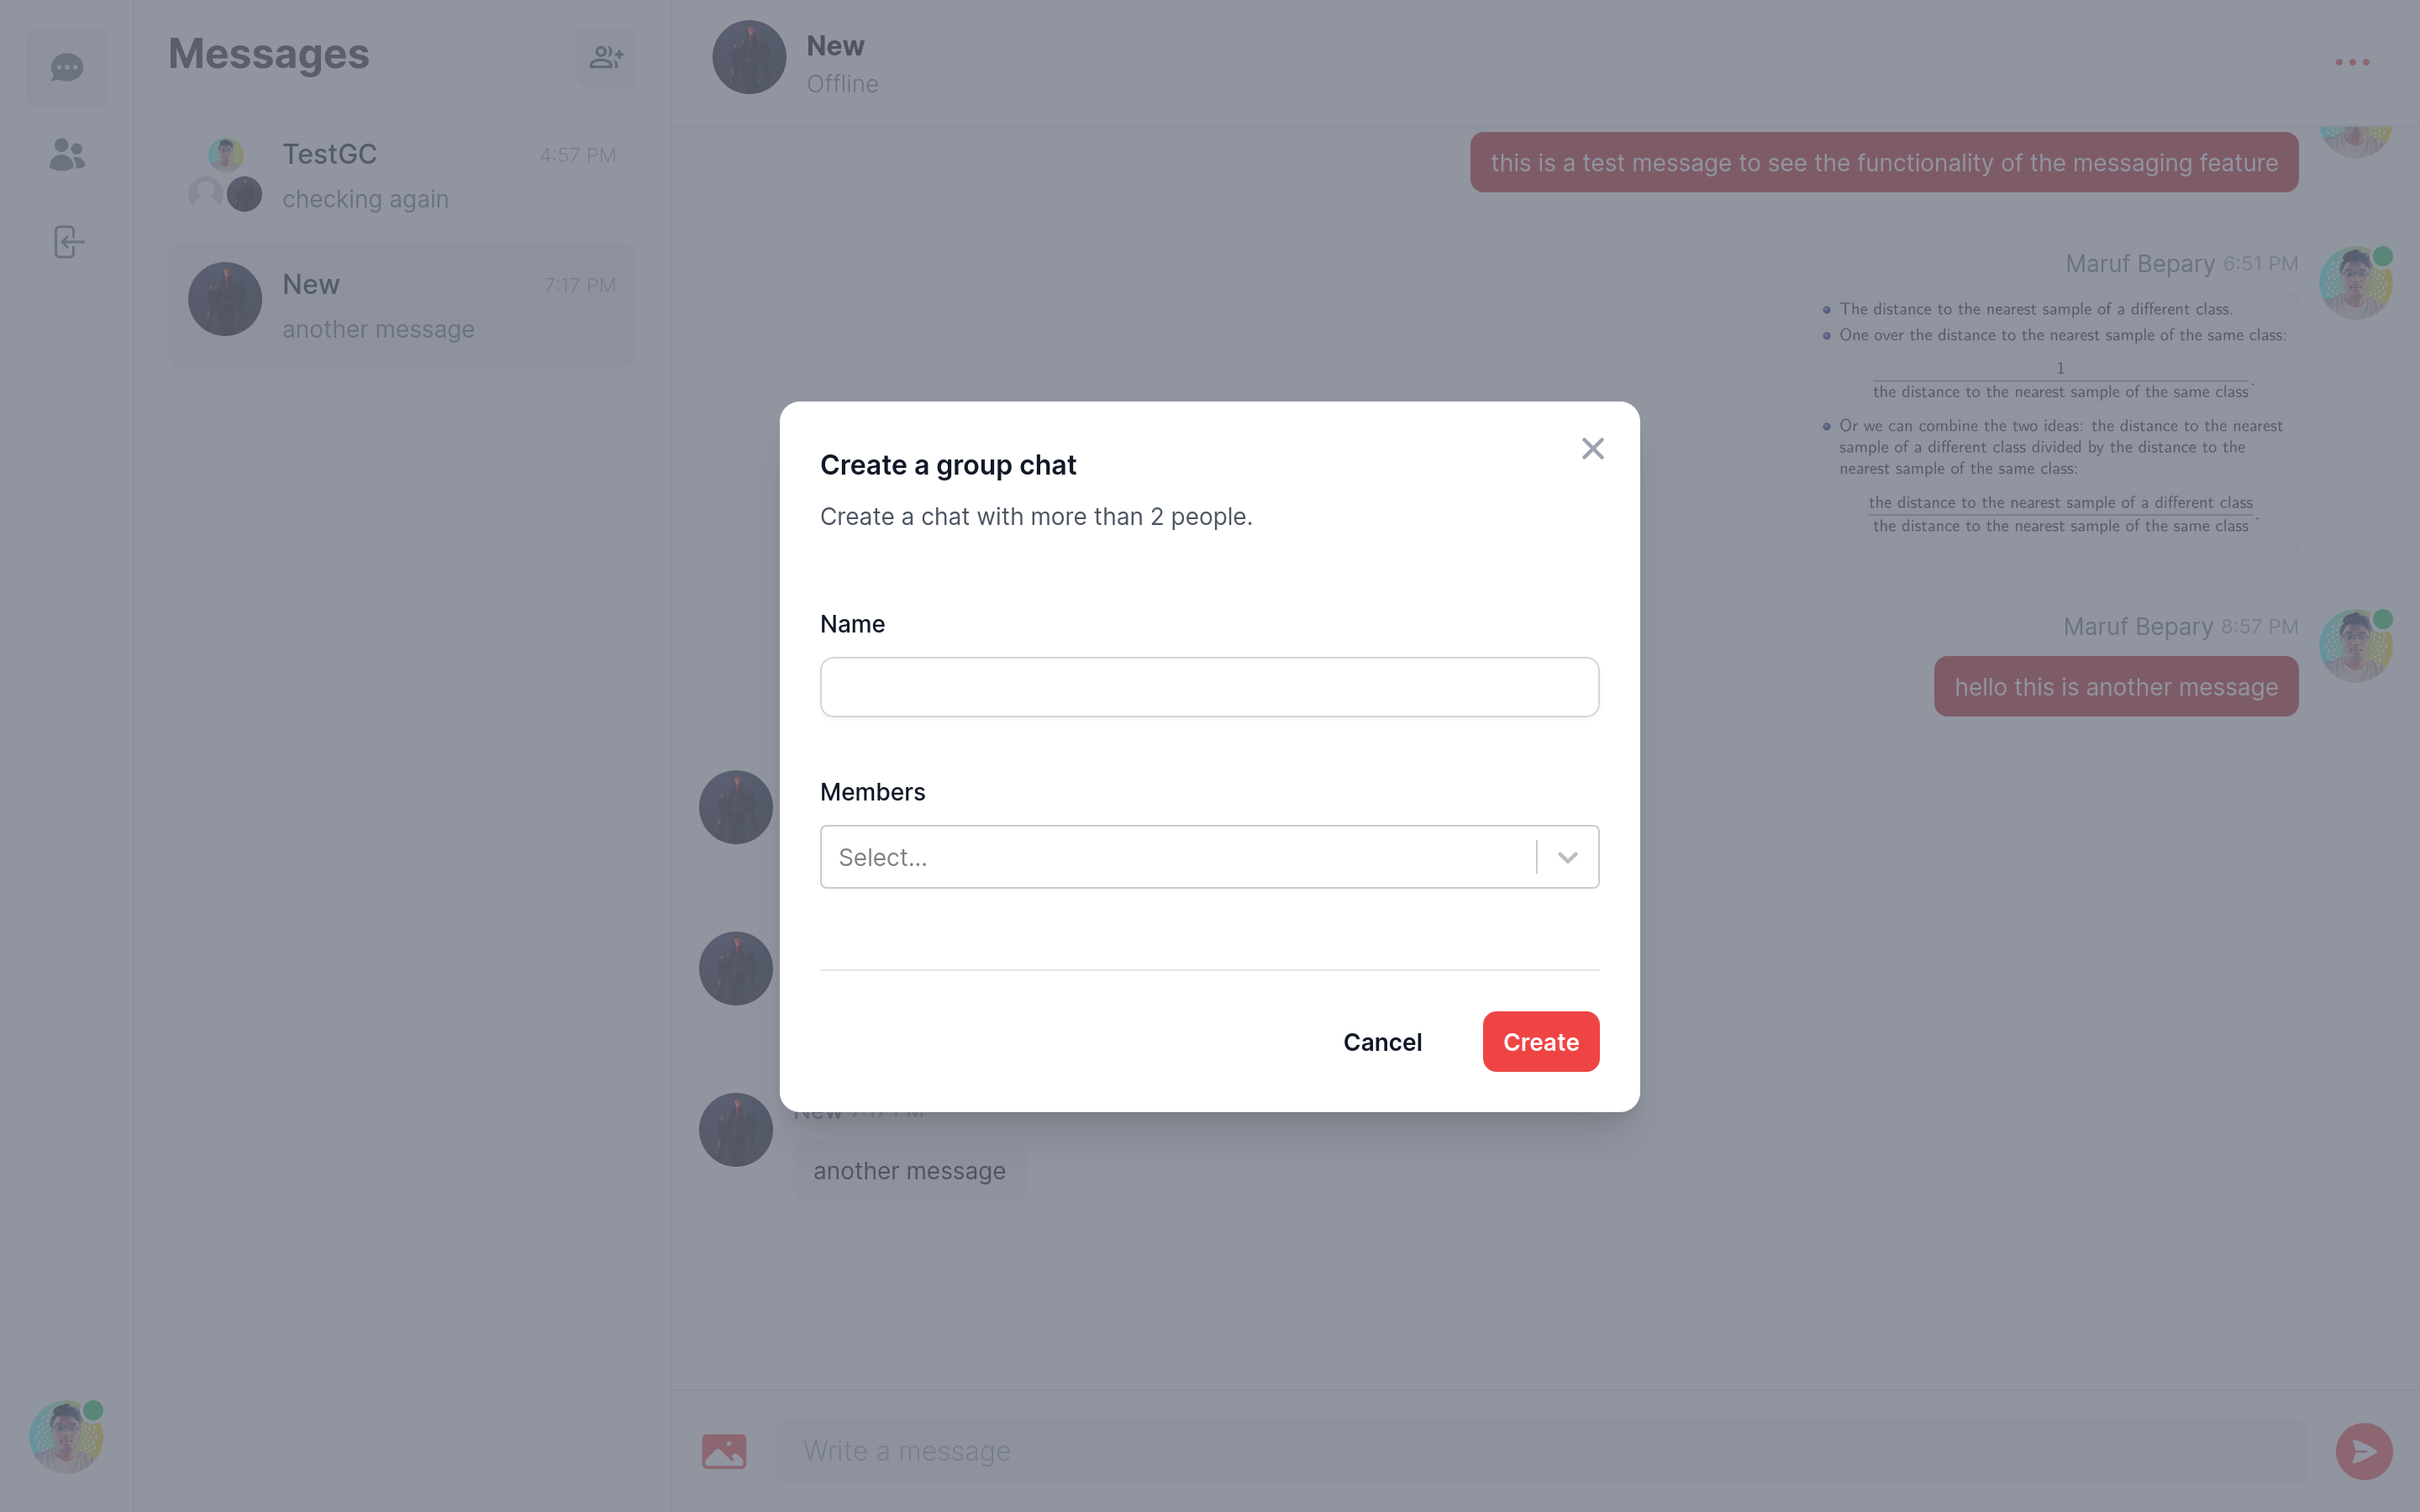 Messages
TestGC 4:57 PM
checking again
New 7:17 PM
another message
New
Offline
this is a test message to see the functionality of the messaging feature
Maruf Bepary 6:51 PM
The distance to the nearest sample of a different class.
One over the distance to the nearest sample of the same class:
1
the distance to the nearest sample of the same class.
Or we can combine the two ideas: the distance to the nearest
sample of a different class divided by the distance to the
nearest sample of the same class:
the distance to the nearest sample of a different class
the distance to the nearest sample of the same class.
Maruf Bepary 8:57 PM
hello this is another message
Create a group chat
Create a chat with more than 2 people.
Name
Members
Select...
Cancel
Create
New 7:17 PM
another message
Write a message